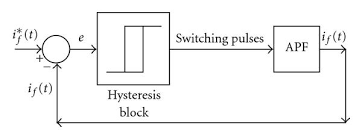 i*f(t)
e
+
−
Switching pulses
APF
if(t)
if(t)
Hysteresis
block